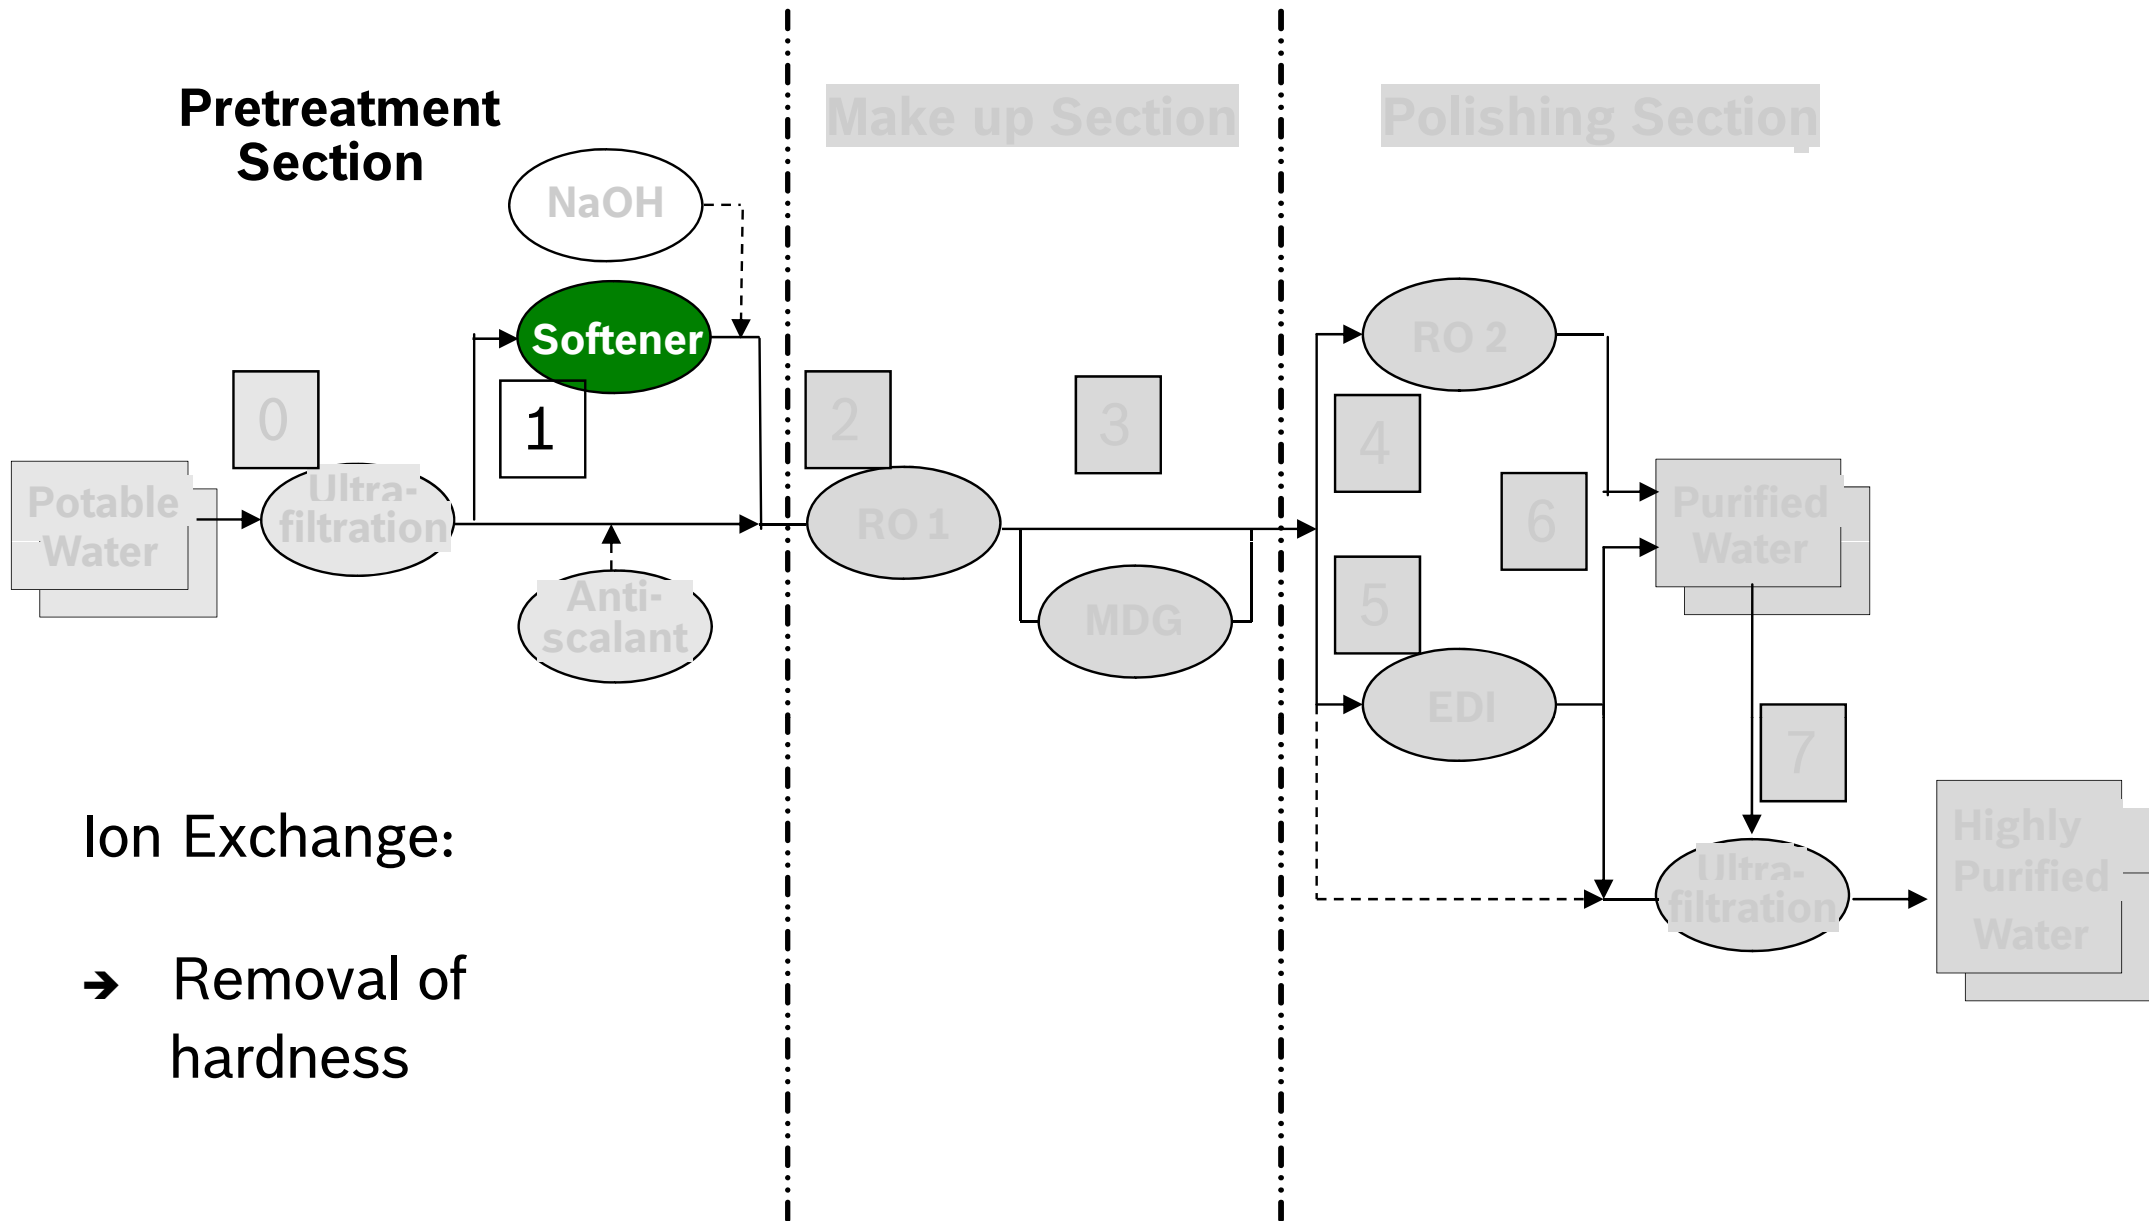 Pretreatment
Section
Make up Section
Polishing Section
NaOH
Softener
0
1
2
3
4
5
6
7
Potable
Water
Ultra-
filtration
Anti-
scalant
RO 1
MDG
RO 2
EDI
Purified
Water
Ultra-
filtration
Highly
Purified
Water
Ion Exchange:
➔ Removal of
hardness